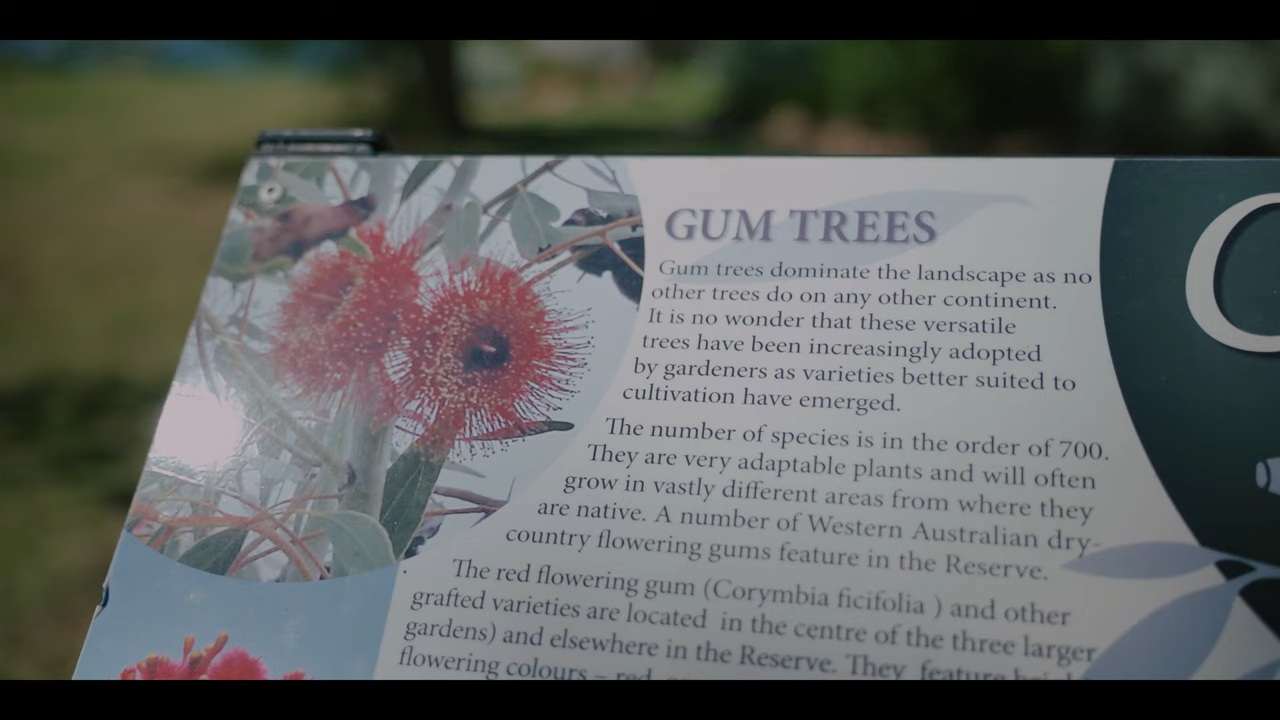 GUM TREES
Gum trees dominate the landscape as no
other trees do on any other continent.
It is no wonder that these versatile
trees have been increasingly adopted
by gardeners as varieties better suited to
cultivation have emerged.
The number of species is in the order of 700.
They are very adaptable plants and will often
grow in vastly different areas from where they
are native. A number of Western Australian dry-
country flowering gums feature in the Reserve.
The red flowering gum (Corymbia ficifolia ) and other
grafted varieties are located in the centre of the three larger
gardens) and elsewhere in the Reserve. They feature
flowering colours – red